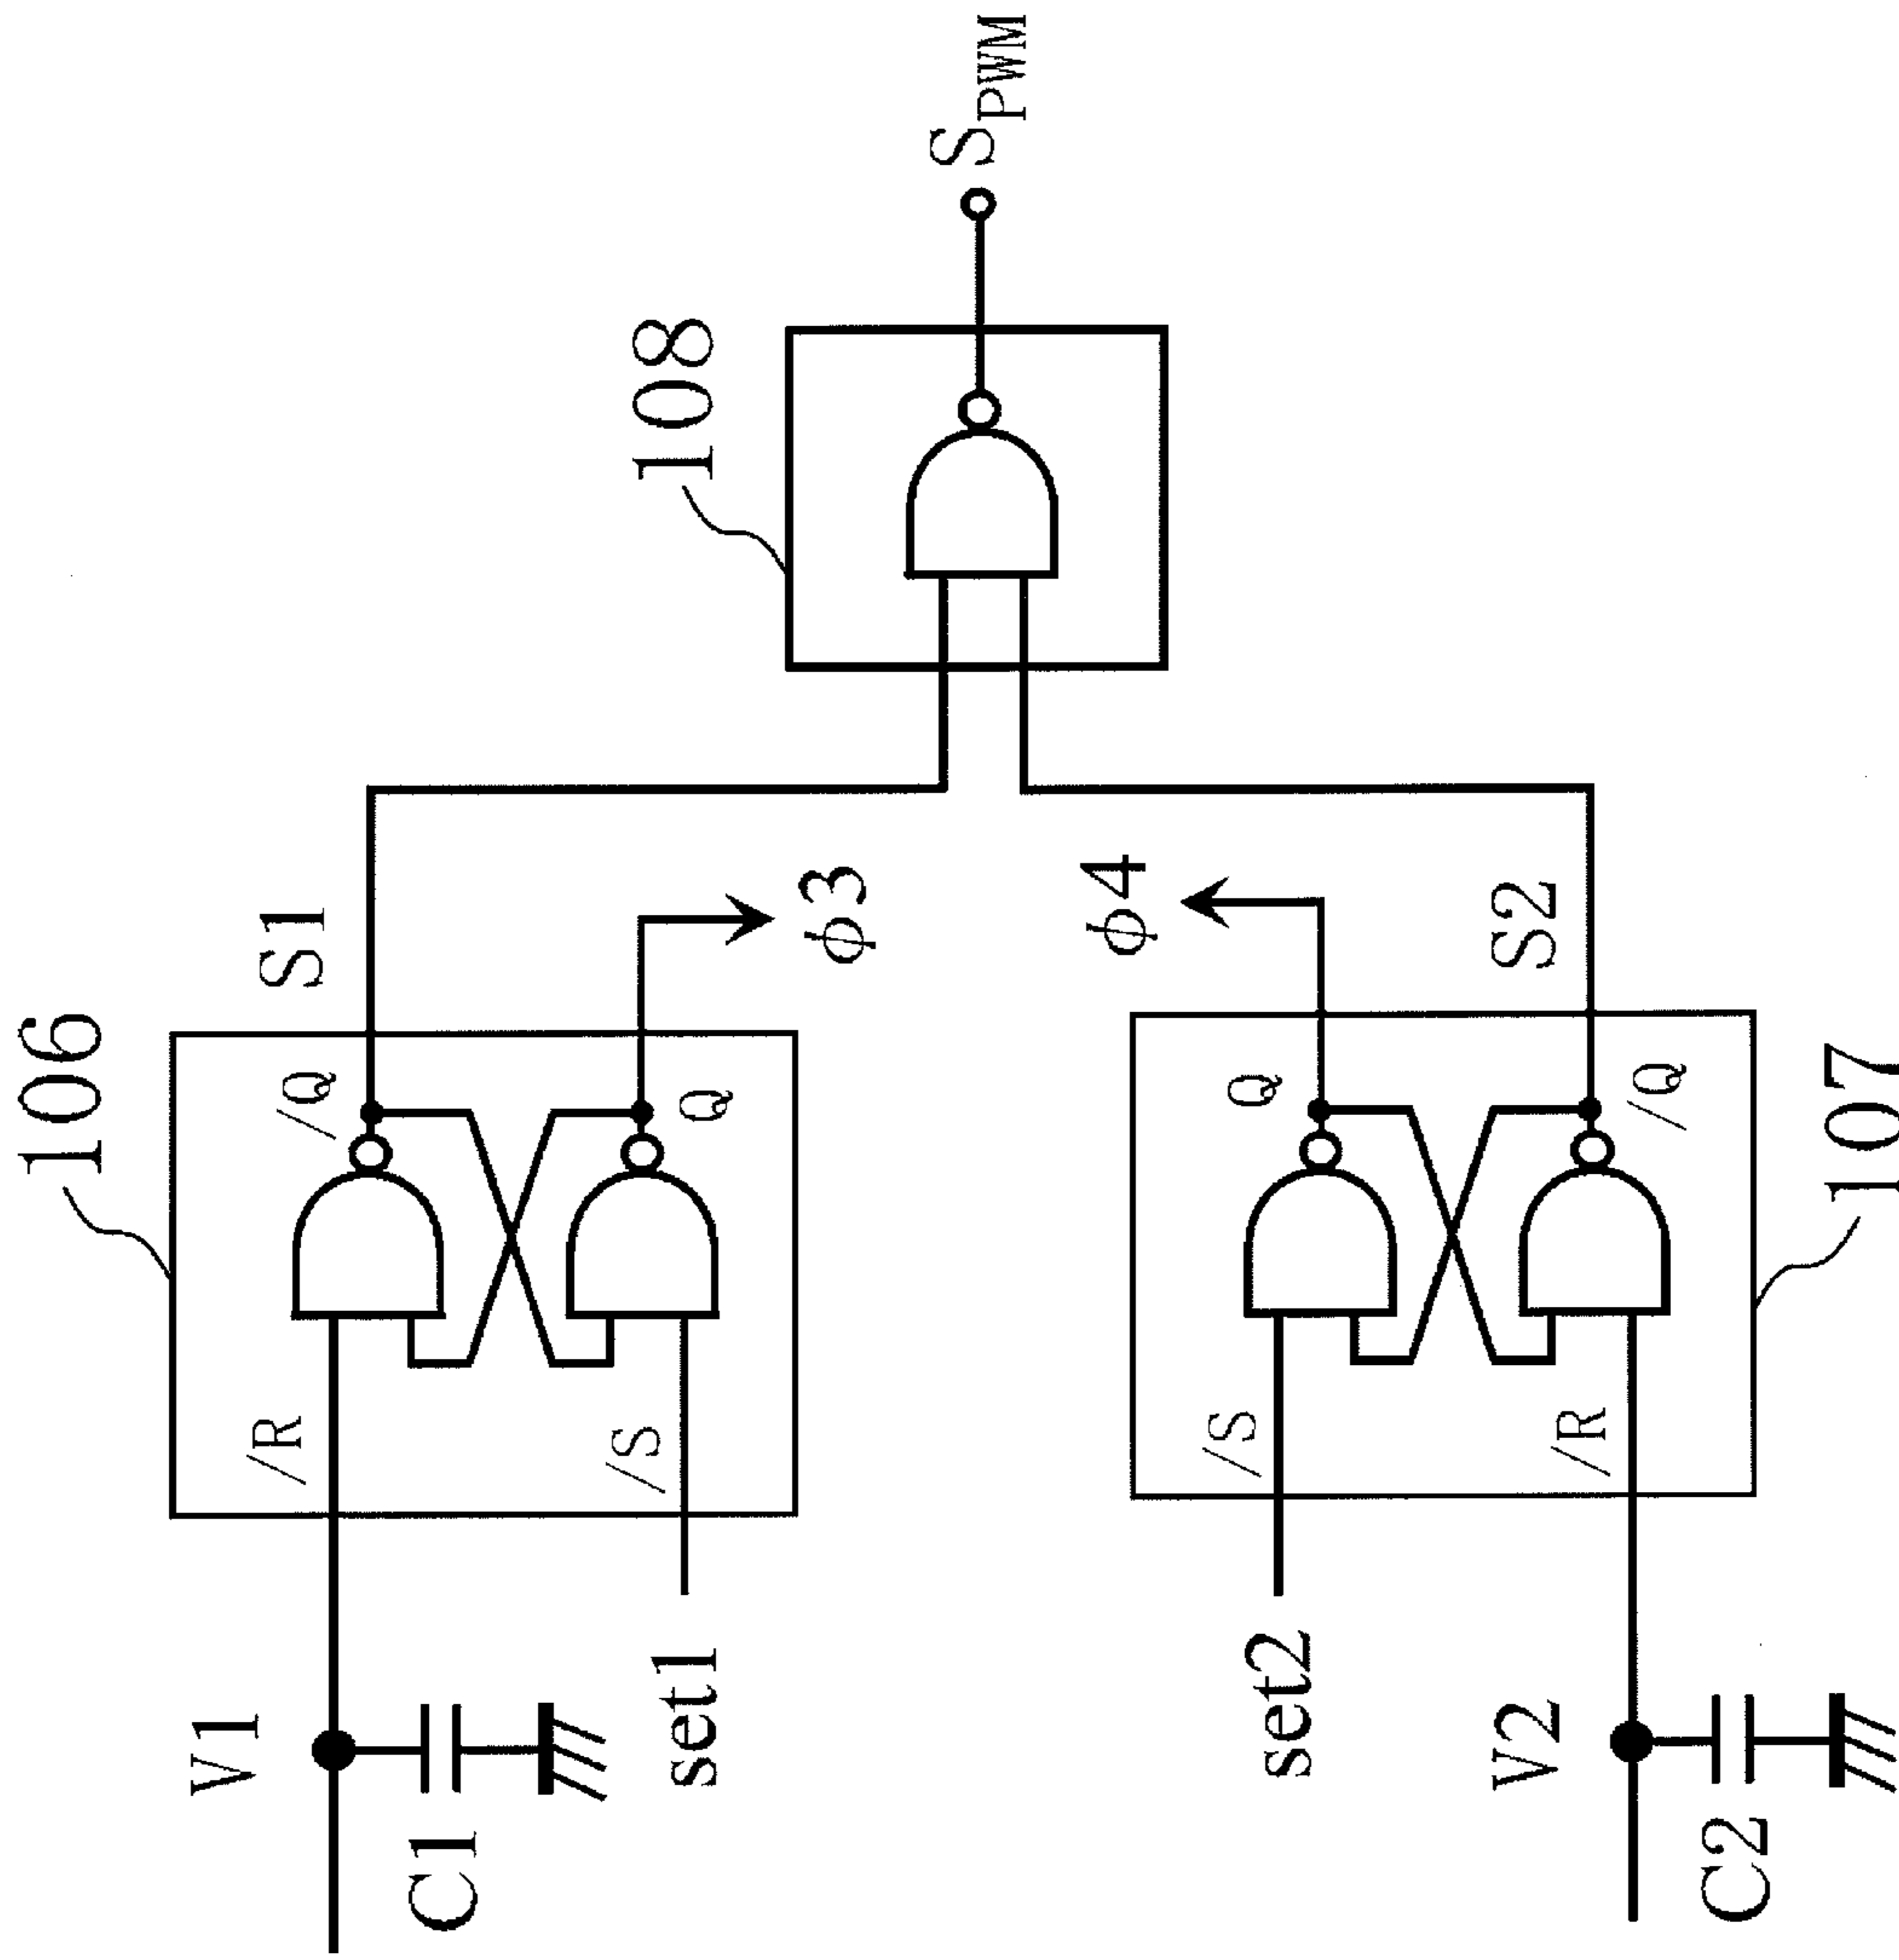 106
V1
C1
/R
/Q
S1
set1
/S
Q
φ3
108
S_PWM
set2
/S
Q
φ4
V2
C2
/R
/Q
S2
107